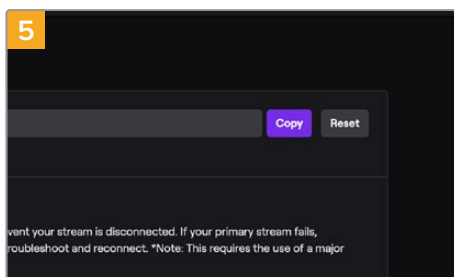 5
Copy Reset
vent your stream is disconnected. If your primary stream fails,
roubleshoot and reconnect. *Note: This requires the use of a major